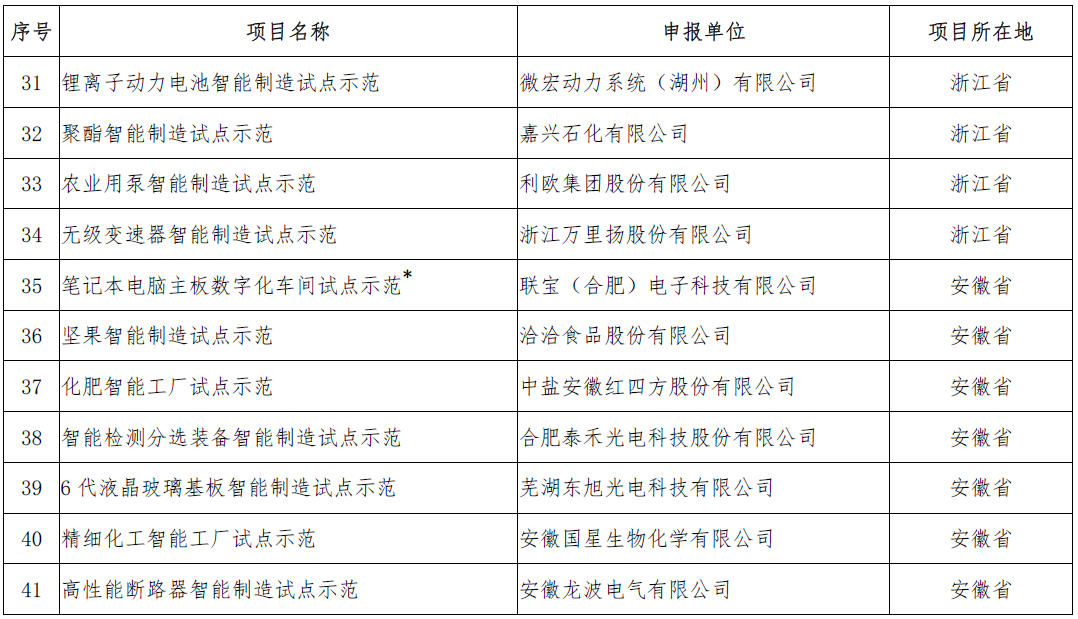 序号 项目名称 申报单位 项目所在地
31 锂离子动力电池智能制造试点示范 微宏动力系统（湖州）有限公司 浙江省
32 聚酯智能制造试点示范 嘉兴石化有限公司 浙江省
33 农业用泵智能制造试点示范 利欧集团股份有限公司 浙江省
34 无级变速器智能制造试点示范 浙江万里扬股份有限公司 浙江省
35 笔记本电脑主板数字化车间试点示范* 联宝（合肥）电子科技有限公司 安徽省
36 坚果智能制造试点示范 洽洽食品股份有限公司 安徽省
37 化肥智能工厂试点示范 中盐安徽红四方股份有限公司 安徽省
38 智能检测分选装备智能制造试点示范 合肥泰禾光电科技股份有限公司 安徽省
39 6代液晶玻璃基板智能制造试点示范 芜湖东旭光电科技有限公司 安徽省
40 精细化工智能工厂试点示范 安徽国星生物化学有限公司 安徽省
41 高性能断路器智能制造试点示范 安徽龙波电气有限公司 安徽省